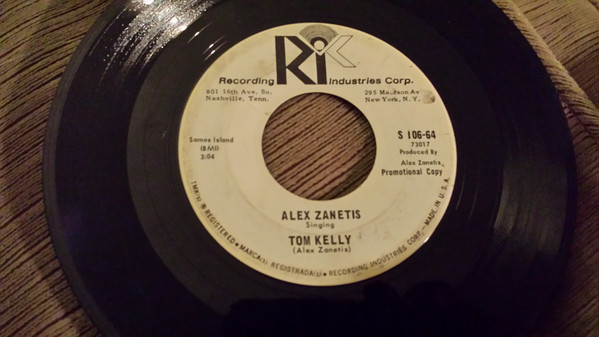 RIC
Recording Industries Corp.
801 16th Ave. So.
Nashville, Tenn.
295 Madison Ave
New York, N.Y.
Samos Island
(BMI)
3:04
S 106-64
73017
Produced By
Alex Zanetis
Promotional Copy
ALEX ZANETIS
Singing
TOM KELLY
(Alex Zanetis)
TMK(s) ® REGISTERED • MARCA(s) REGISTRADA(s) • RECORDING INDUSTRIES CORP.-MADE IN U.S.A.